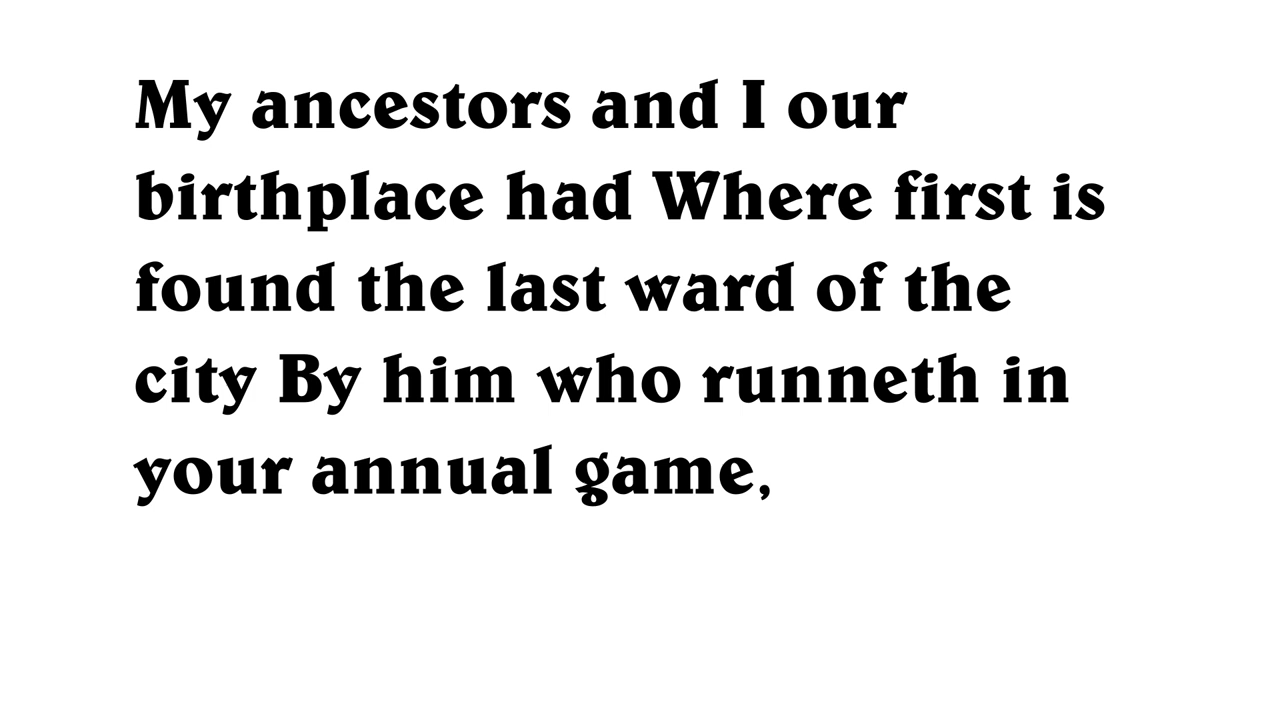 My ancestors and I our
birthplace had Where first is
found the last ward of the
city By him who runneth in
your annual game,